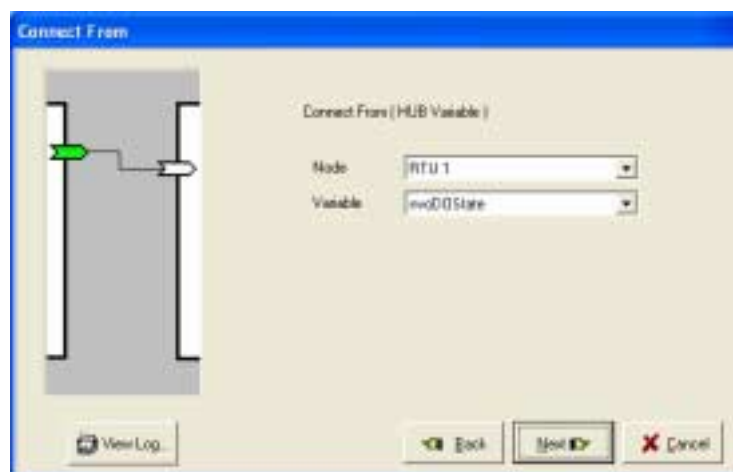 Connect From
Connect From ( HUB Variable )
Node RTU 1
Variable nvoDOState
View Log..
Back Next Cancel